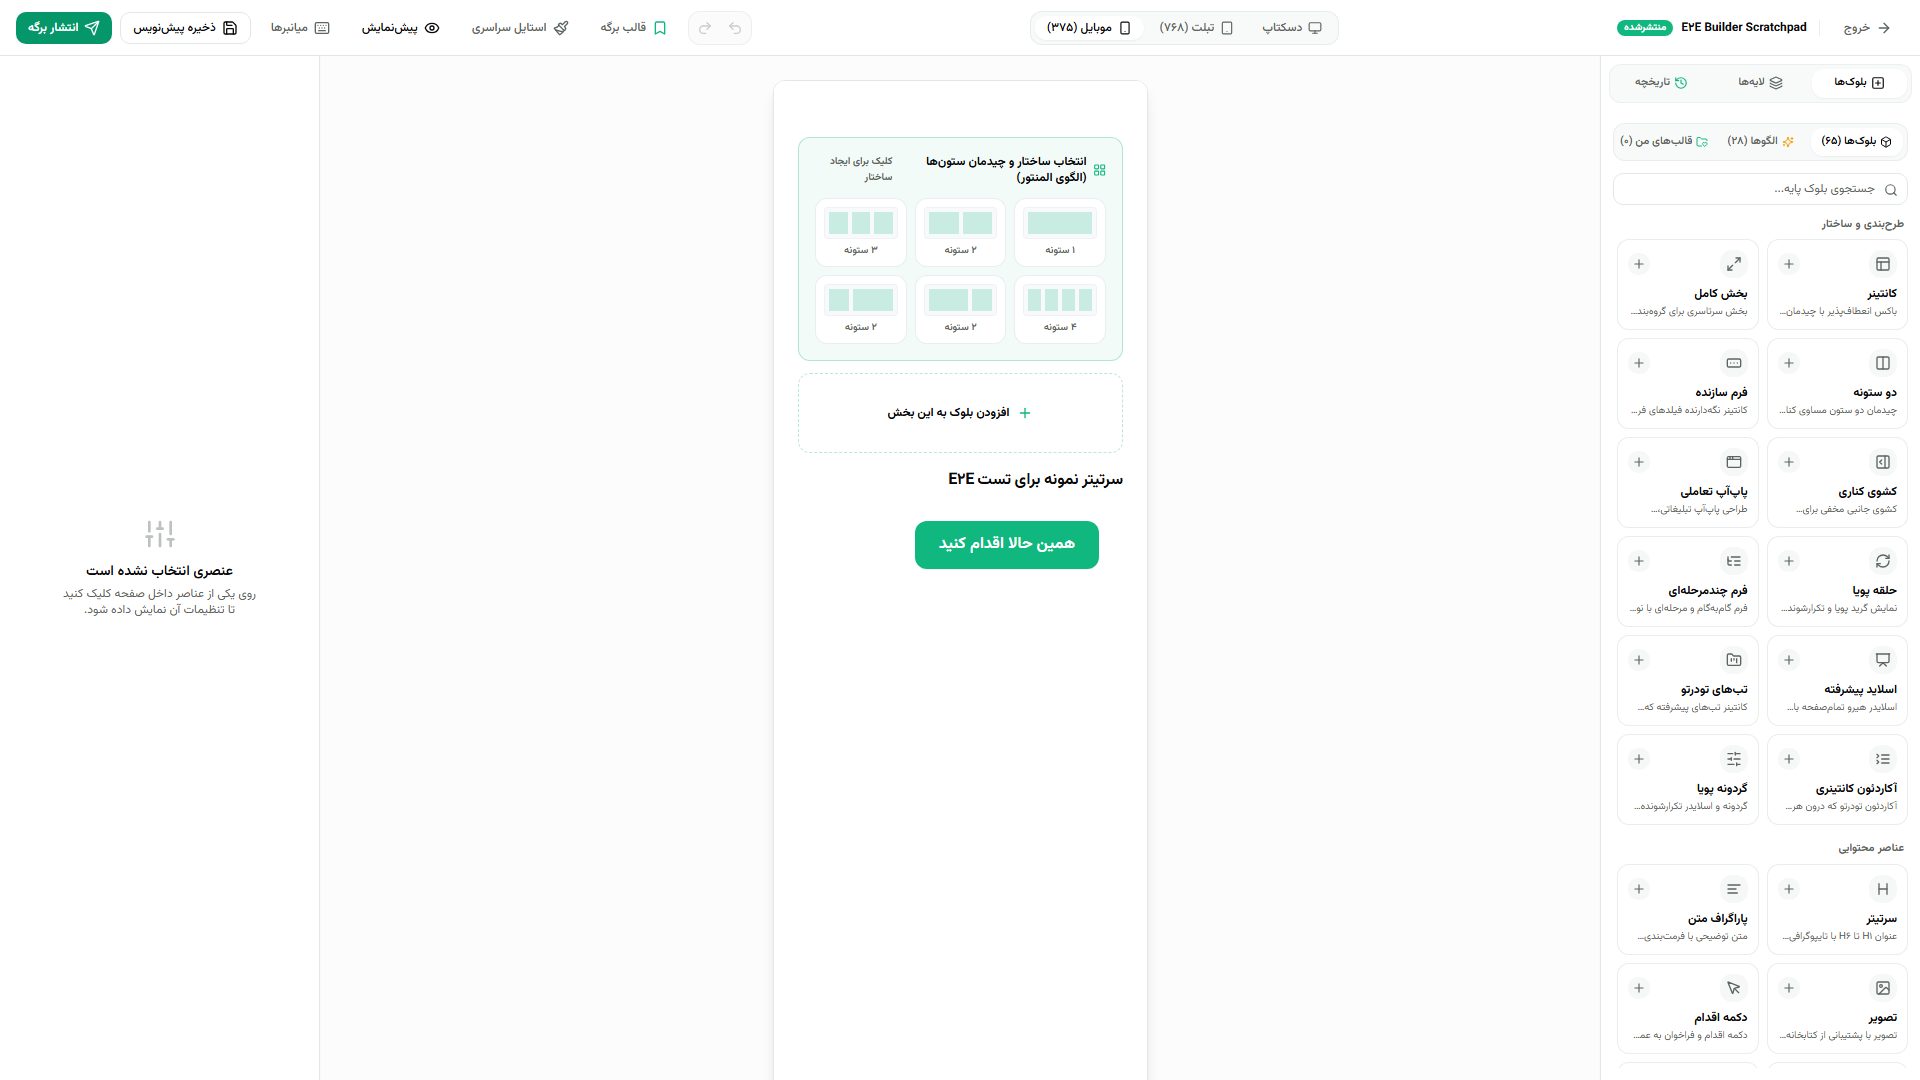 خروج
E2E Builder Scratchpad
منتشرشده
دسکتاپ
تبلت (۷۶۸)
موبایل (۳۷۵)
قالب برگه
استایل سراسری
پیش‌نمایش
میانبرها
ذخیره پیش‌نویس
انتشار برگه
بلوک‌ها
لایه‌ها
تاریخچه
بلوک‌ها (۶۵)
الگوها (۲۸)
قالب‌های من (۰)
جستجوی بلوک پایه...
طرح‌بندی و ساختار
کانتینر
باکس انعطاف‌پذیر با چیدمان...
بخش کامل
بخش سرتاسری برای گروه‌بند...
دو ستونه
چیدمان دو ستون مساوی کنا...
فرم سازنده
کانتینر نگه‌دارنده فیلدهای فر...
کشوی کناری
کشوی جانبی مخفی برای...
پاپ‌آپ تعاملی
طراحی پاپ‌آپ تبلیغاتی،...
حلقه پویا
نمایش گرید پویا و تکرارشوند...
فرم چندمرحله‌ای
فرم گام‌به‌گام و مرحله‌ای با نو...
اسلاید پیشرفته
اسلایدر هیرو تمام‌صفحه با...
تب‌های تودرتو
کانتینر تب‌های پیشرفته که...
آکاردئون کانتینری
آکاردئون تودرتو که درون هر...
گردونه پویا
گردونه و اسلایدر تکرارشونده...
عناصر محتوایی
سرتیتر
عنوان H۱ تا H۶ با تایپوگرافی...
پاراگراف متن
متن توضیحی با فرمت‌بندی...
تصویر
تصویر با پشتیبانی از کتابخانه...
دکمه اقدام
دکمه اقدام و فراخوان به عم...
انتخاب ساختار و چیدمان ستون‌ها
(الگوی المنتور)
کلیک برای ایجاد
ساختار
۱ ستونه
۲ ستونه
۳ ستونه
۴ ستونه
۲ ستونه
۲ ستونه
افزودن بلوک به این بخش
سرتیتر نمونه برای تست E۲E
همین حالا اقدام کنید
عنصری انتخاب نشده است
روی یکی از عناصر داخل صفحه کلیک کنید
تا تنظیمات آن نمایش داده شود.